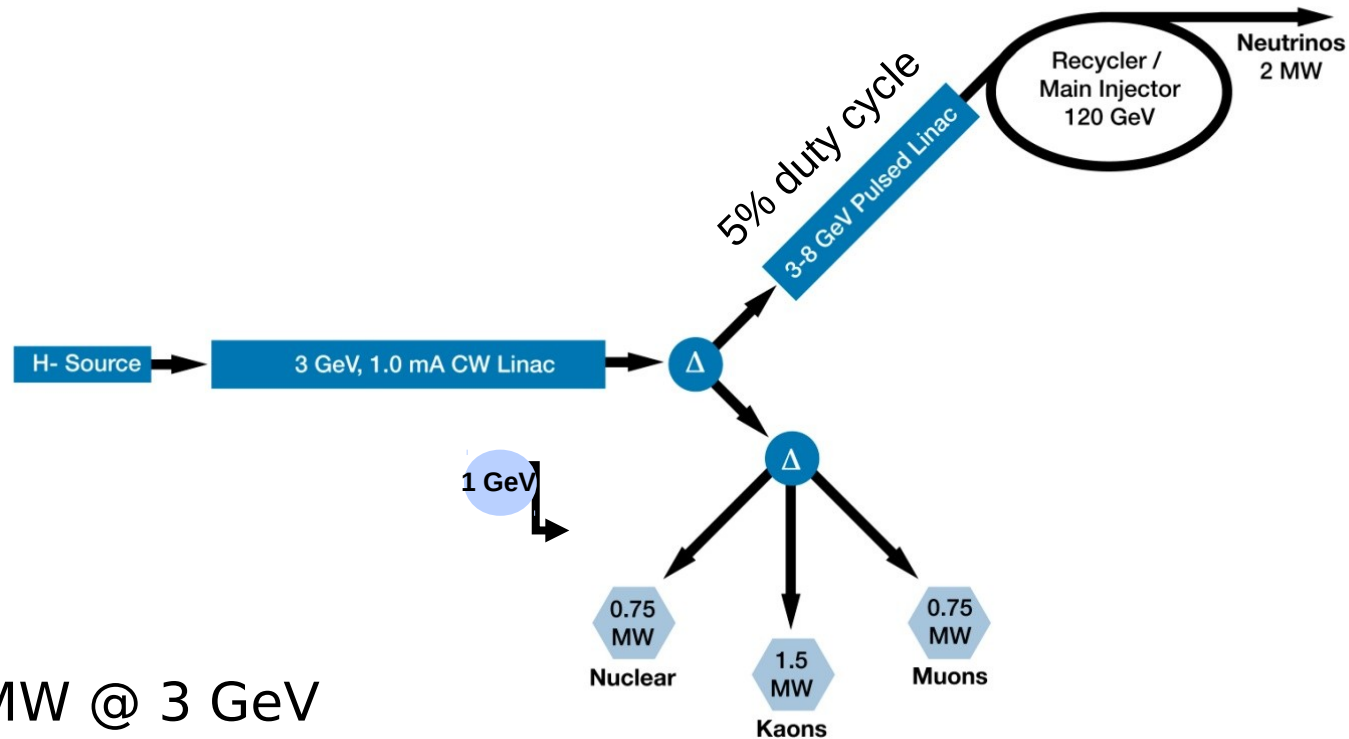 Neutrinos
2 MW
Recycler /
Main Injector
120 GeV
5% duty cycle
3-8 GeV Pulsed Linac
H- Source
3 GeV, 1.0 mA CW Linac
Δ
Δ
1 GeV
0.75
MW
Nuclear
1.5
MW
Kaons
0.75
MW
Muons
MW @ 3 GeV